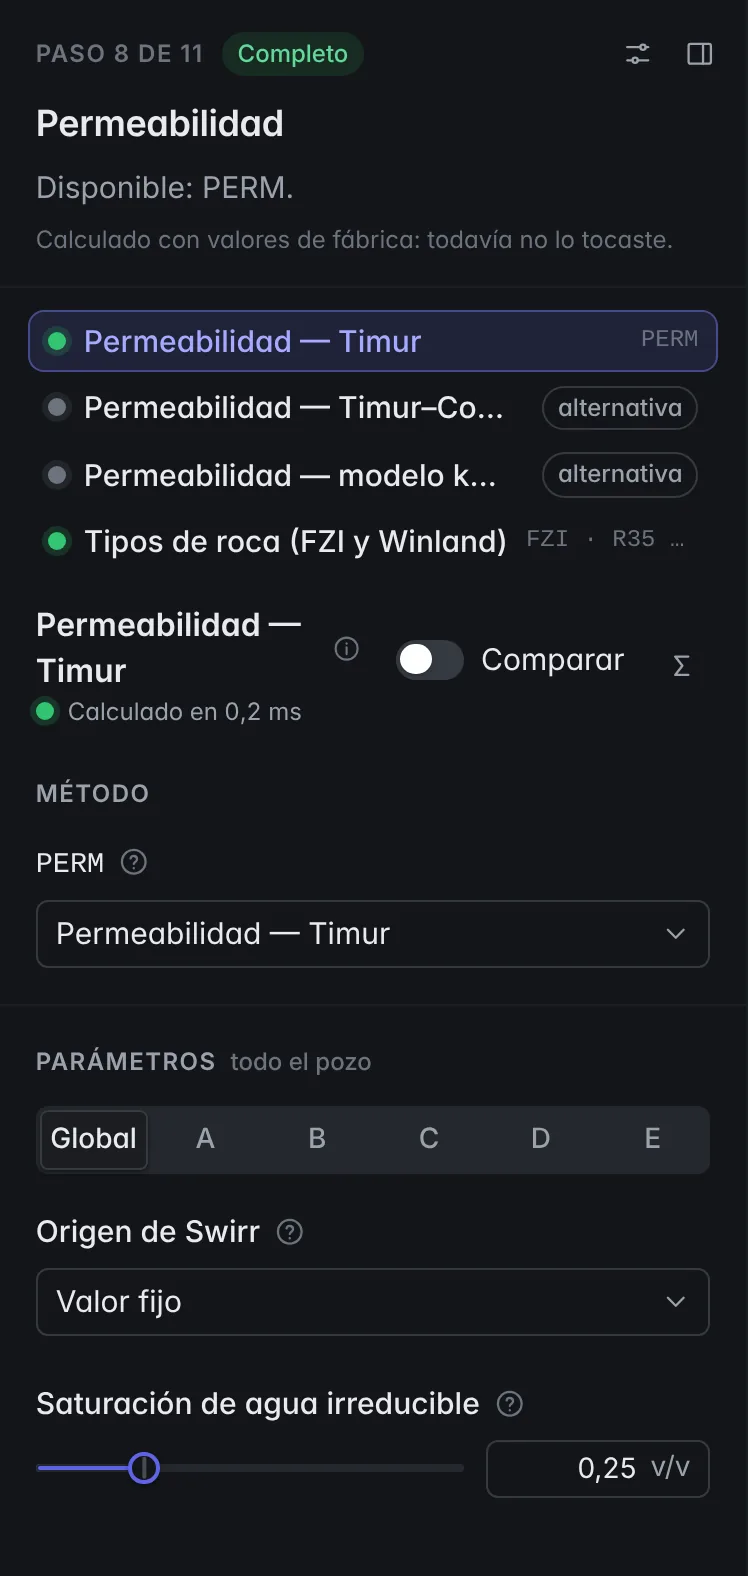 PASO 8 DE 11 Completo
Permeabilidad
Disponible: PERM.
Calculado con valores de fábrica: todavía no lo tocaste.
Permeabilidad — Timur PERM
Permeabilidad — Timur–Co... alternativa
Permeabilidad — modelo k... alternativa
Tipos de roca (FZI y Winland) FZI · R35 …
Permeabilidad —
Timur
Comparar Σ
Calculado en 0,2 ms
MÉTODO
PERM
Permeabilidad — Timur
PARÁMETROS todo el pozo
Global A B C D E
Origen de Swirr
Valor fijo
Saturación de agua irreducible
0,25 v/v